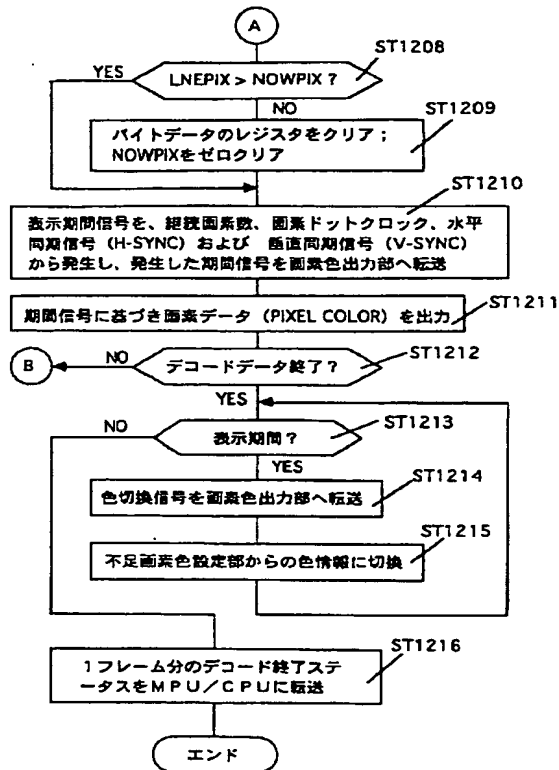 A
ST1208
YES
LNEPIX > NOWPIX ?
NO
ST1209
バイトデータのレジスタをクリア；
NOWPIXをゼロクリア
ST1210
表示期間信号を、継続画素数、画素ドットクロック、水平
同期信号（H-SYNC）および 垂直同期信号（V-SYNC）
から発生し、発生した期間信号を画素色出力部へ転送
ST1211
期間信号に基づき画素データ（PIXEL COLOR）を出力
ST1212
B
NO
デコードデータ終了？
YES
ST1213
NO
表示期間？
YES
ST1214
色切換信号を画素色出力部へ転送
ST1215
不足画素色設定部からの色情報に切換
ST1216
１フレーム分のデコード終了ステ
ータスをＭＰＵ／ＣＰＵに転送
エンド